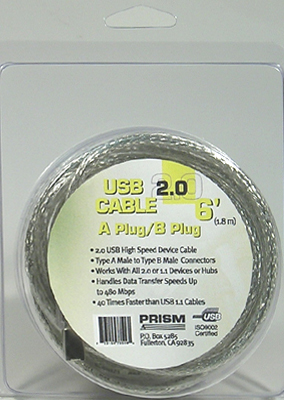 USB 2.0
CABLE 6'
(1.8 m)
A Plug/B Plug
• 2.0 USB High Speed Device Cable
• Type A Male to Type B Male Connectors
• Works With All 2.0 or 1.1 Devices or Hubs
• Handles Data Transfer Speeds Up
to 480 Mbps
• 40 Times Faster than USB 1.1 Cables
PRISM
P.O. Box 5285
Fullerton, CA 92835
USB
ISO9002
Certified